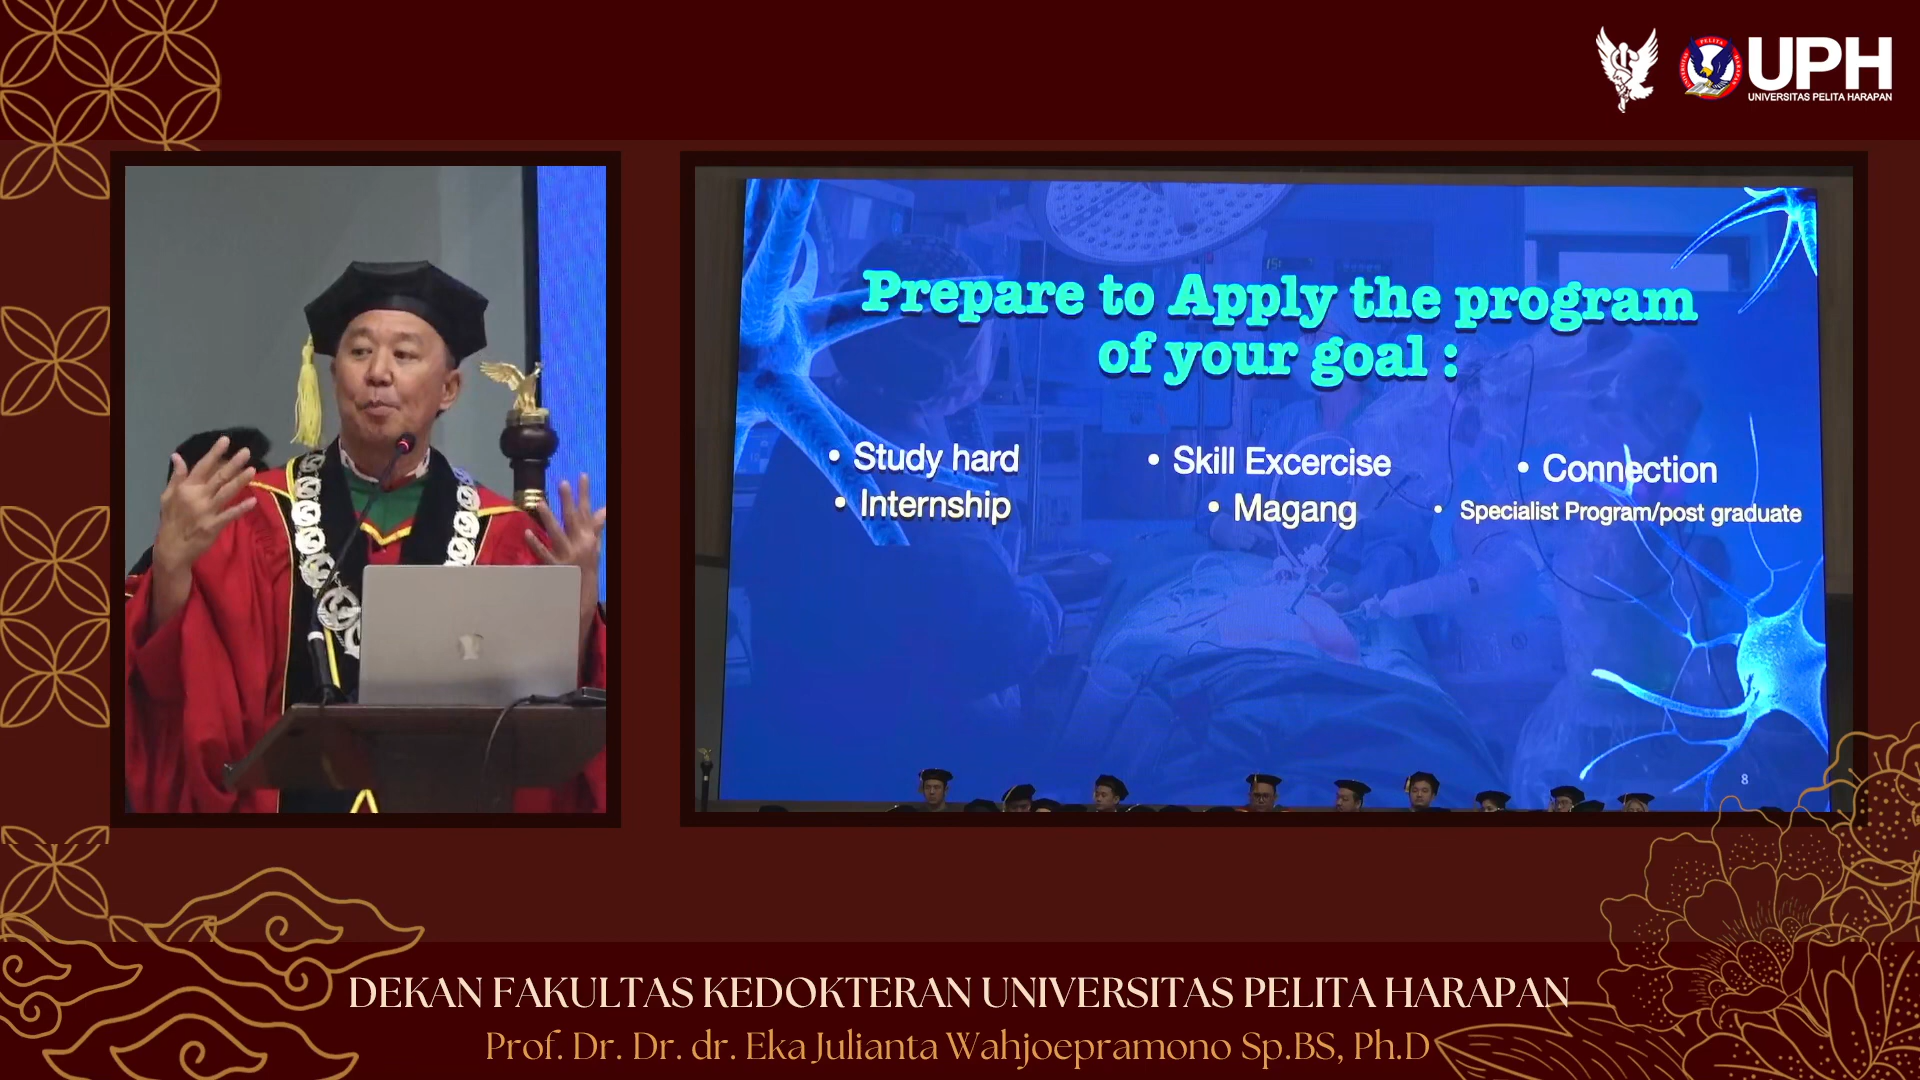 UPH
UNIVERSITAS PELITA HARAPAN
Prepare to Apply the program
of your goal :
• Study hard
• Internship
• Skill Excercise
• Magang
• Connection
• Specialist Program/post graduate
8
DEKAN FAKULTAS KEDOKTERAN UNIVERSITAS PELITA HARAPAN
Prof. Dr. Dr. dr. Eka Julianta Wahjoepramono Sp.BS, Ph.D